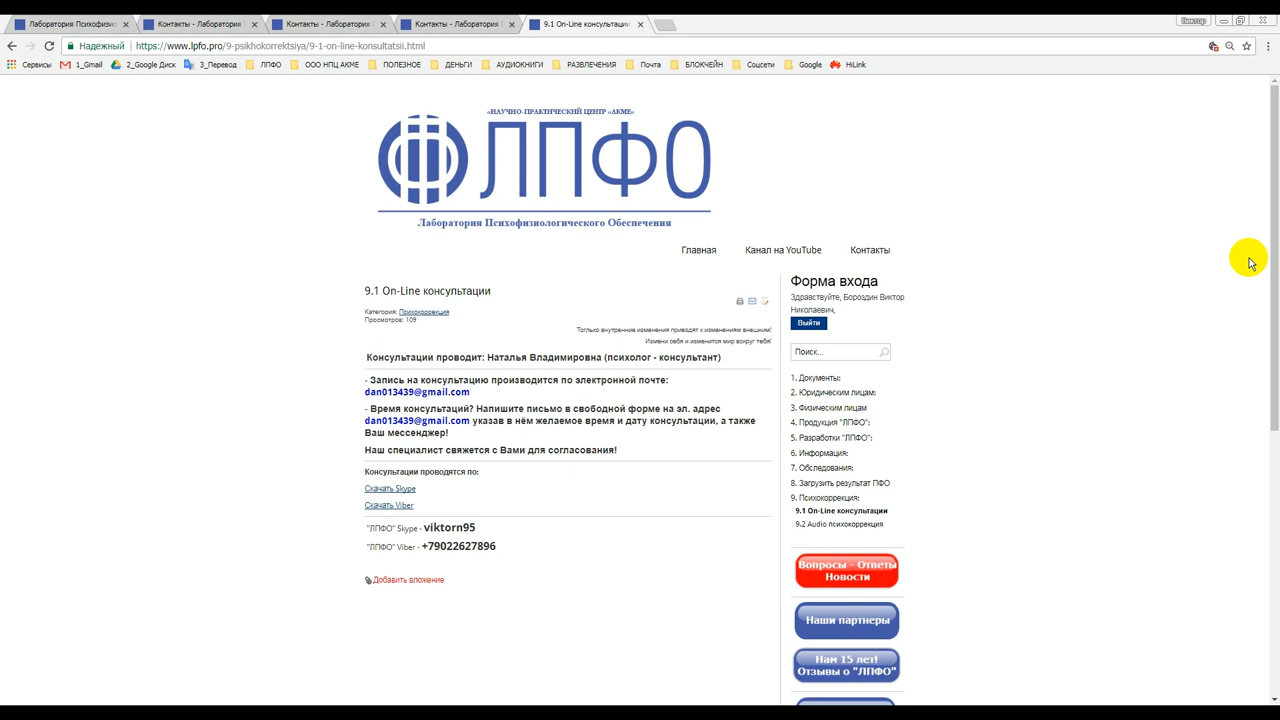 Лаборатория Психофизи
Контакты - Лаборатория Г
Контакты - Лаборатория Г
Контакты - Лаборатория Г
9.1 On-Line консультации
Виктор
Надежный
https://www.lpfo.pro/9-psikhokorrektsiya/9-1-on-line-konsultatsii.html
Сервисы
1_Gmail
2_Google Диск
3_Перевод
ЛПФО
ООО НПЦ АКМЕ
ПОЛЕЗНОЕ
ДЕНЬГИ
АУДИОКНИГИ
РАЗВЛЕЧЕНИЯ
Почта
БЛОКЧЕЙН
Соцсети
Google
HiLink
«НАУЧНО-ПРАКТИЧЕСКИЙ ЦЕНТР «АКМЕ»
ЛПФО
Лаборатория Психофизиологического Обеспечения
Главная
Канал на YouTube
Контакты
9.1 On-Line консультации
Категория: Психокоррекция
Просмотров: 109
Тголько внутренние изменения приводят к изменениям внешним!
Измени себя и изменится мир вокруг тебя!
Консультации проводит: Наталья Владимировна (психолог - консультант)
- Запись на консультацию производится по электронной почте:
dan013439@gmail.com
- Время консультаций? Напишите письмо в свободной форме на эл. адрес
dan013439@gmail.com указав в нём желаемое время и дату консультации, а также
Ваш мессенджер!
Наш специалист свяжется с Вами для согласования!
Консультации проводятся по:
Скачать Skype
Скачать Viber
"ЛПФО" Skype - viktorn95
"ЛПФО" Viber - +79022627896
Добавить вложение
Форма входа
Здравствуйте, Бороздин Виктор
Николаевич,
Выйти
Поиск...
1. Документы:
2. Юридическим лицам:
3. Физическим лицам
4. Продукция "ЛПФО":
5. Разработки "ЛПФО":
6. Информация:
7. Обследования:
8. Загрузить результат ПФО
9. Психокоррекция:
9.1 On-Line консультации
9.2 Audio психокоррекция
Вопросы - Ответы
Новости
Наши партнеры
Нам 15 лет!
Отзывы о "ЛПФО"